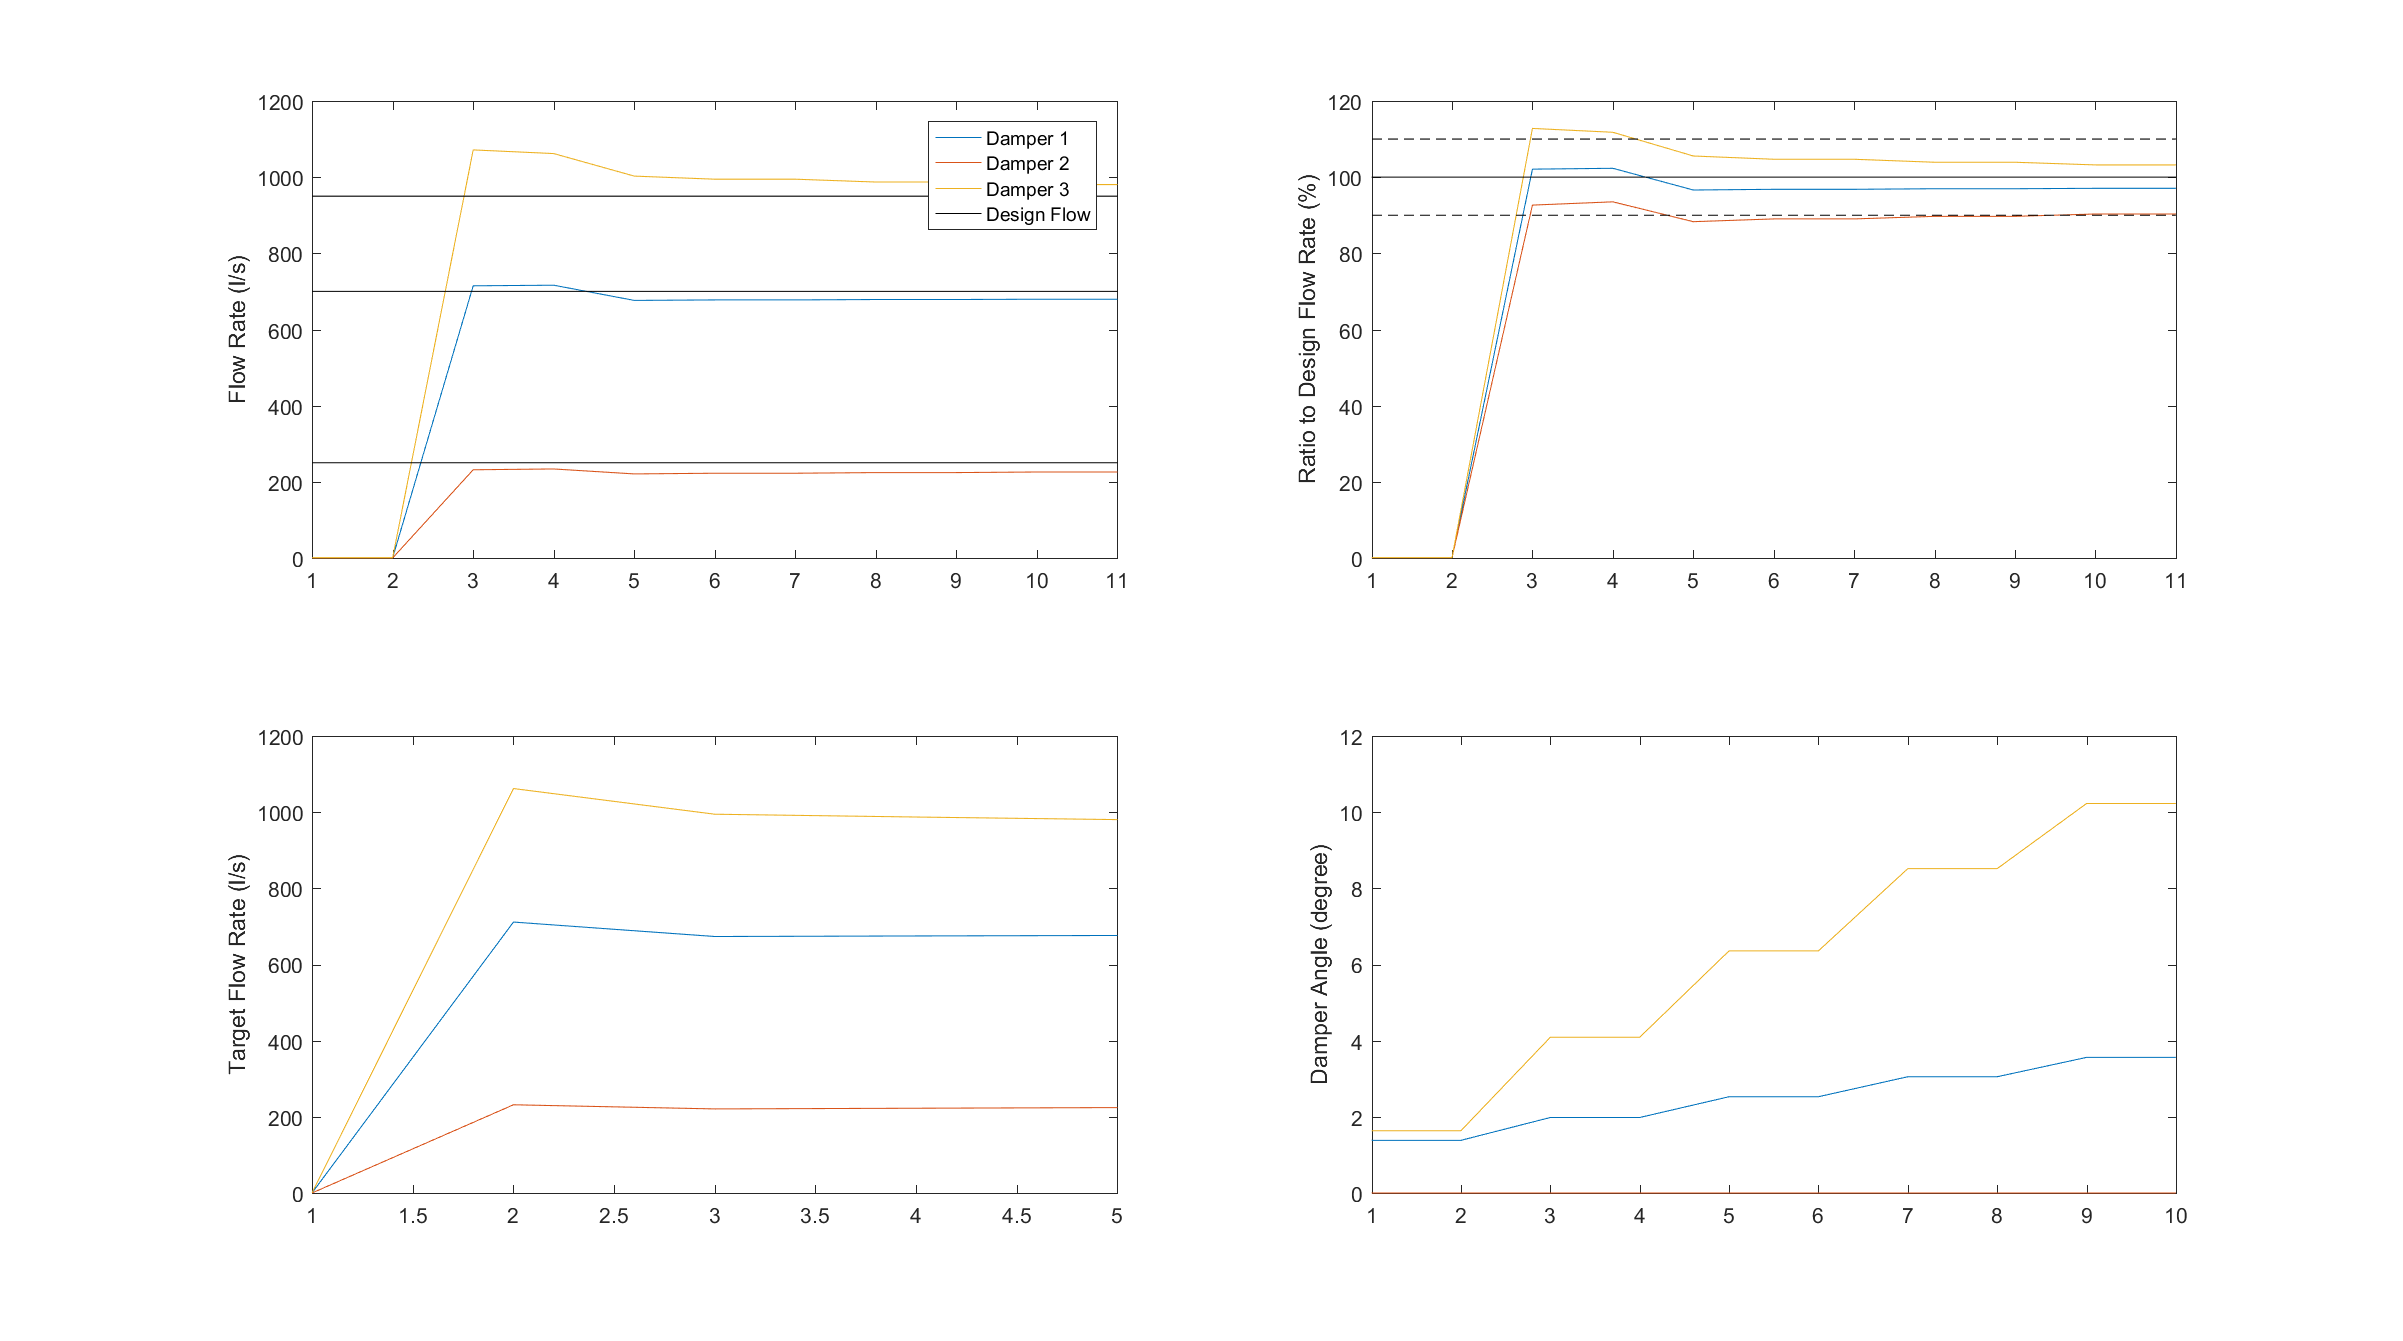 Flow Rate (l/s)
1200
1000
800
600
400
200
0
1 2 3 4 5 6 7 8 9 10 11
Damper 1
Damper 2
Damper 3
Design Flow
Ratio to Design Flow Rate (%)
120
100
80
60
40
20
0
1 2 3 4 5 6 7 8 9 10 11
Target Flow Rate (l/s)
1200
1000
800
600
400
200
0
1 1.5 2 2.5 3 3.5 4 4.5 5
Damper Angle (degree)
12
10
8
6
4
2
0
1 2 3 4 5 6 7 8 9 10